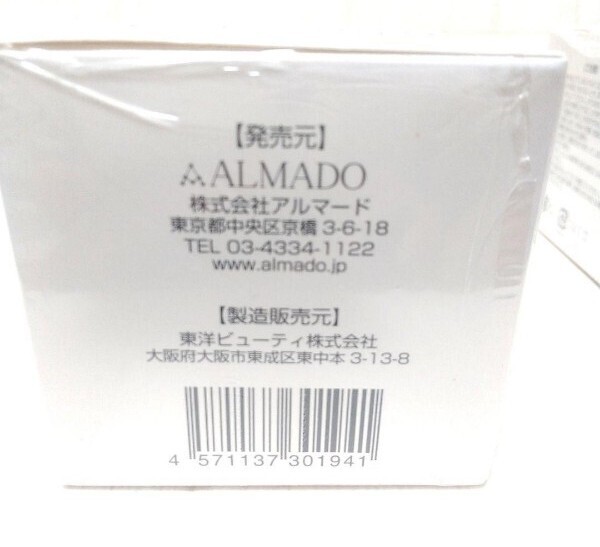 【発売元】
ALMADO
株式会社アルマード
東京都中央区京橋 3-6-18
TEL 03-4334-1122
www.almado.jp
【製造販売元】
東洋ビューティ株式会社
大阪府大阪市東成区東中本 3-13-8
4 571137 301941